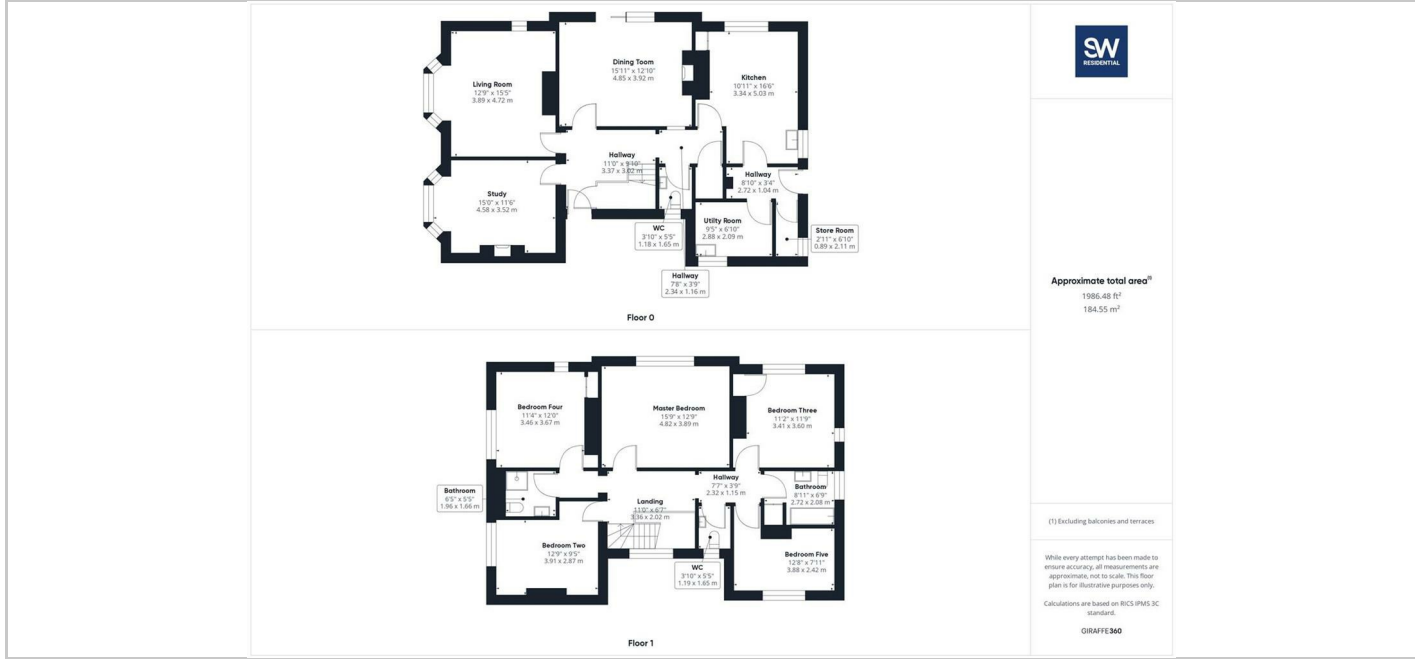 Living Room
12'9" x 15'5"
3.89 x 4.72 m
Dining Toom
15'11" x 12'10"
4.85 x 3.92 m
Kitchen
10'11" x 16'6"
3.34 x 5.03 m
Hallway
11'0" x 9'10"
3.37 x 3.02 m
Study
15'0" x 11'6"
4.58 x 3.52 m
Hallway
8'10" x 3'4"
2.72 x 1.04 m
Utilty Room
9'5" x 6'10"
2.88 x 2.09 m
WC
3'10" x 5'5"
1.18 x 1.65 m
Store Room
2'11" x 6'10"
0.89 x 2.11 m
Hallway
7'8" x 3'9"
2.34 x 1.16 m
Floor 0
Bedroom Four
11'4" x 12'0"
3.46 x 3.67 m
Master Bedroom
15'9" x 12'9"
4.82 x 3.89 m
Bedroom Three
11'2" x 11'9"
3.41 x 3.60 m
Bathroom
6'5" x 5'5"
1.96 x 1.66 m
Landing
11'0" x 6'7"
3.36 x 2.02 m
Hallway
7'7" x 3'9"
2.32 x 1.15 m
Bathroom
8'11" x 6'9"
2.72 x 2.08 m
Bedroom Two
12'9" x 9'5"
3.91 x 2.87 m
WC
3'10" x 5'5"
1.19 x 1.65 m
Bedroom Five
12'8" x 7'11"
3.88 x 2.42 m
Floor 1
SW
RESIDENTIAL
Approximate total area⁽¹⁾
1986.48 ft²
184.55 m²
(1) Excluding balconies and terraces
While every attempt has been made to
ensure accuracy, all measurements are
approximate, not to scale. This floor
plan is for illustrative purposes only.
Calculations are based on RICS IPMS 3C
standard.
GIRAFFE360